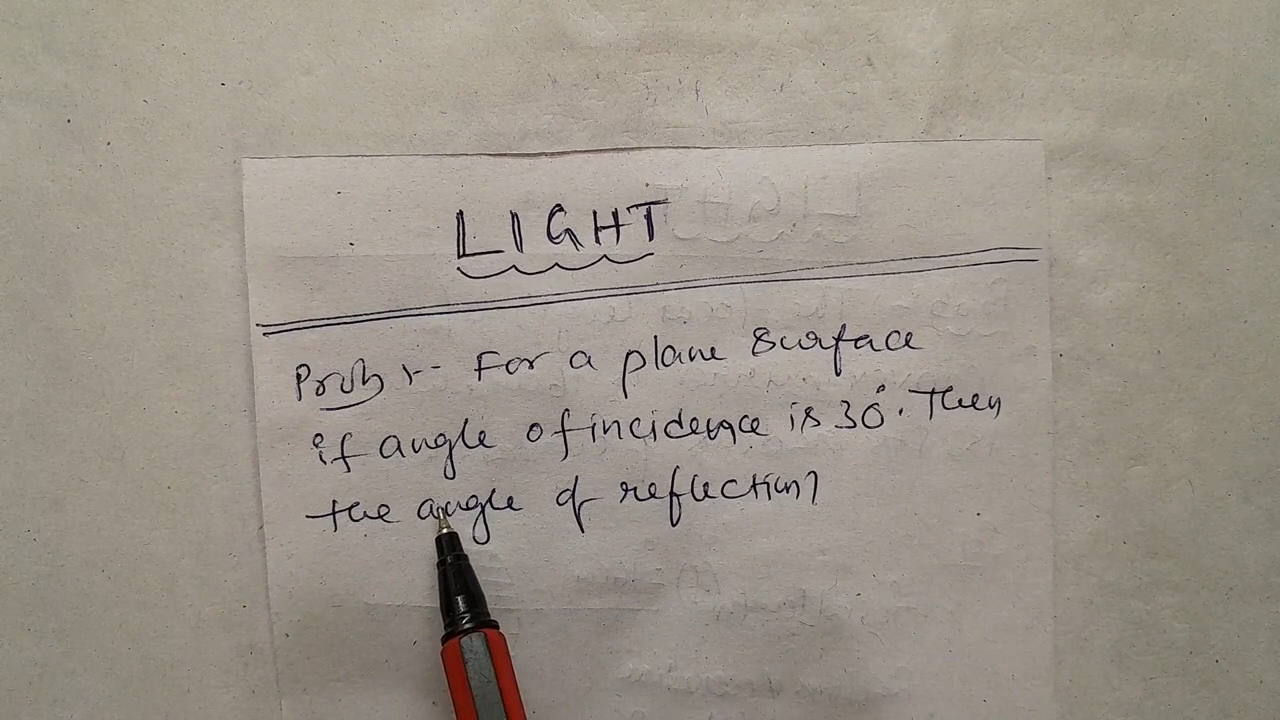 LIGHT
Prob :- For a plane surface
if angle of incidence is 30°. Then
the angle of reflection?